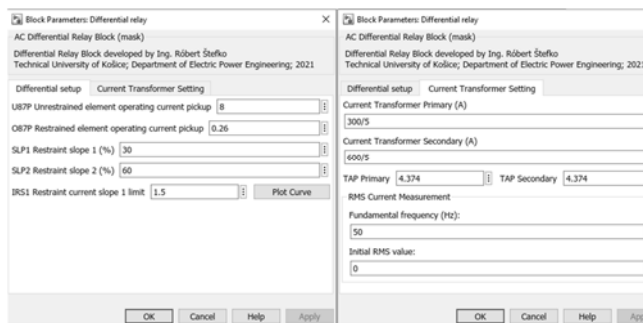 Block Parameters: Differential relay
AC Differential Relay Block (mask)
Differential Relay Block developed by Ing. Róbert Štefko
Technical University of Košice; Department of Electric Power Engineering; 2021
Differential setup Current Transformer Setting
U87P Unrestrained element operating current pickup 8
O87P Restrained element operating current pickup 0.26
SLP1 Restraint slope 1 (%) 30
SLP2 Restraint slope 2 (%) 60
IRS1 Restraint current slope 1 limit 1.5 Plot Curve
OK Cancel Help Apply
Block Parameters: Differential relay
AC Differential Relay Block (mask)
Differential Relay Block developed by Ing. Róbert Štefko
Technical University of Košice; Department of Electric Power Engineering; 2021
Differential setup Current Transformer Setting
Current Transformer Primary (A)
300/5
Current Transformer Secondary (A)
600/5
TAP Primary 4.374 TAP Secondary 4.374
RMS Current Measurement
Fundamental frequency (Hz):
50
Initial RMS value:
0
OK Cancel Help App